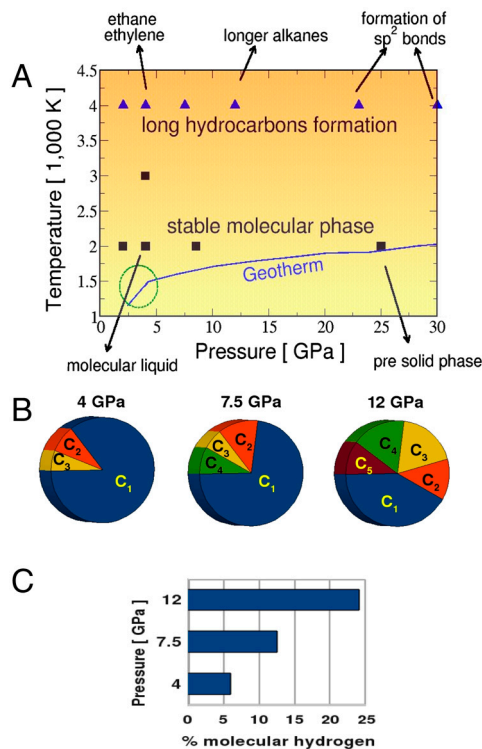 ethane
ethylene
longer alkanes
formation of
sp² bonds
A
Temperature [ 1,000 K ]
4.5
4
3.5
3
2.5
2
1.5
1
long hydrocarbons formation
stable molecular phase
Geotherm
0 5 10 15 20 25 30
molecular liquid
Pressure [ GPa ]
pre solid phase
B
4 GPa
7.5 GPa
12 GPa
C₂
C₃
C₁
C₂
C₃
C₄
C₁
C₄
C₃
C₅
C₂
C₁
C
Pressure [ GPa ]
12
7.5
4
0 5 10 15 20 25
% molecular hydrogen